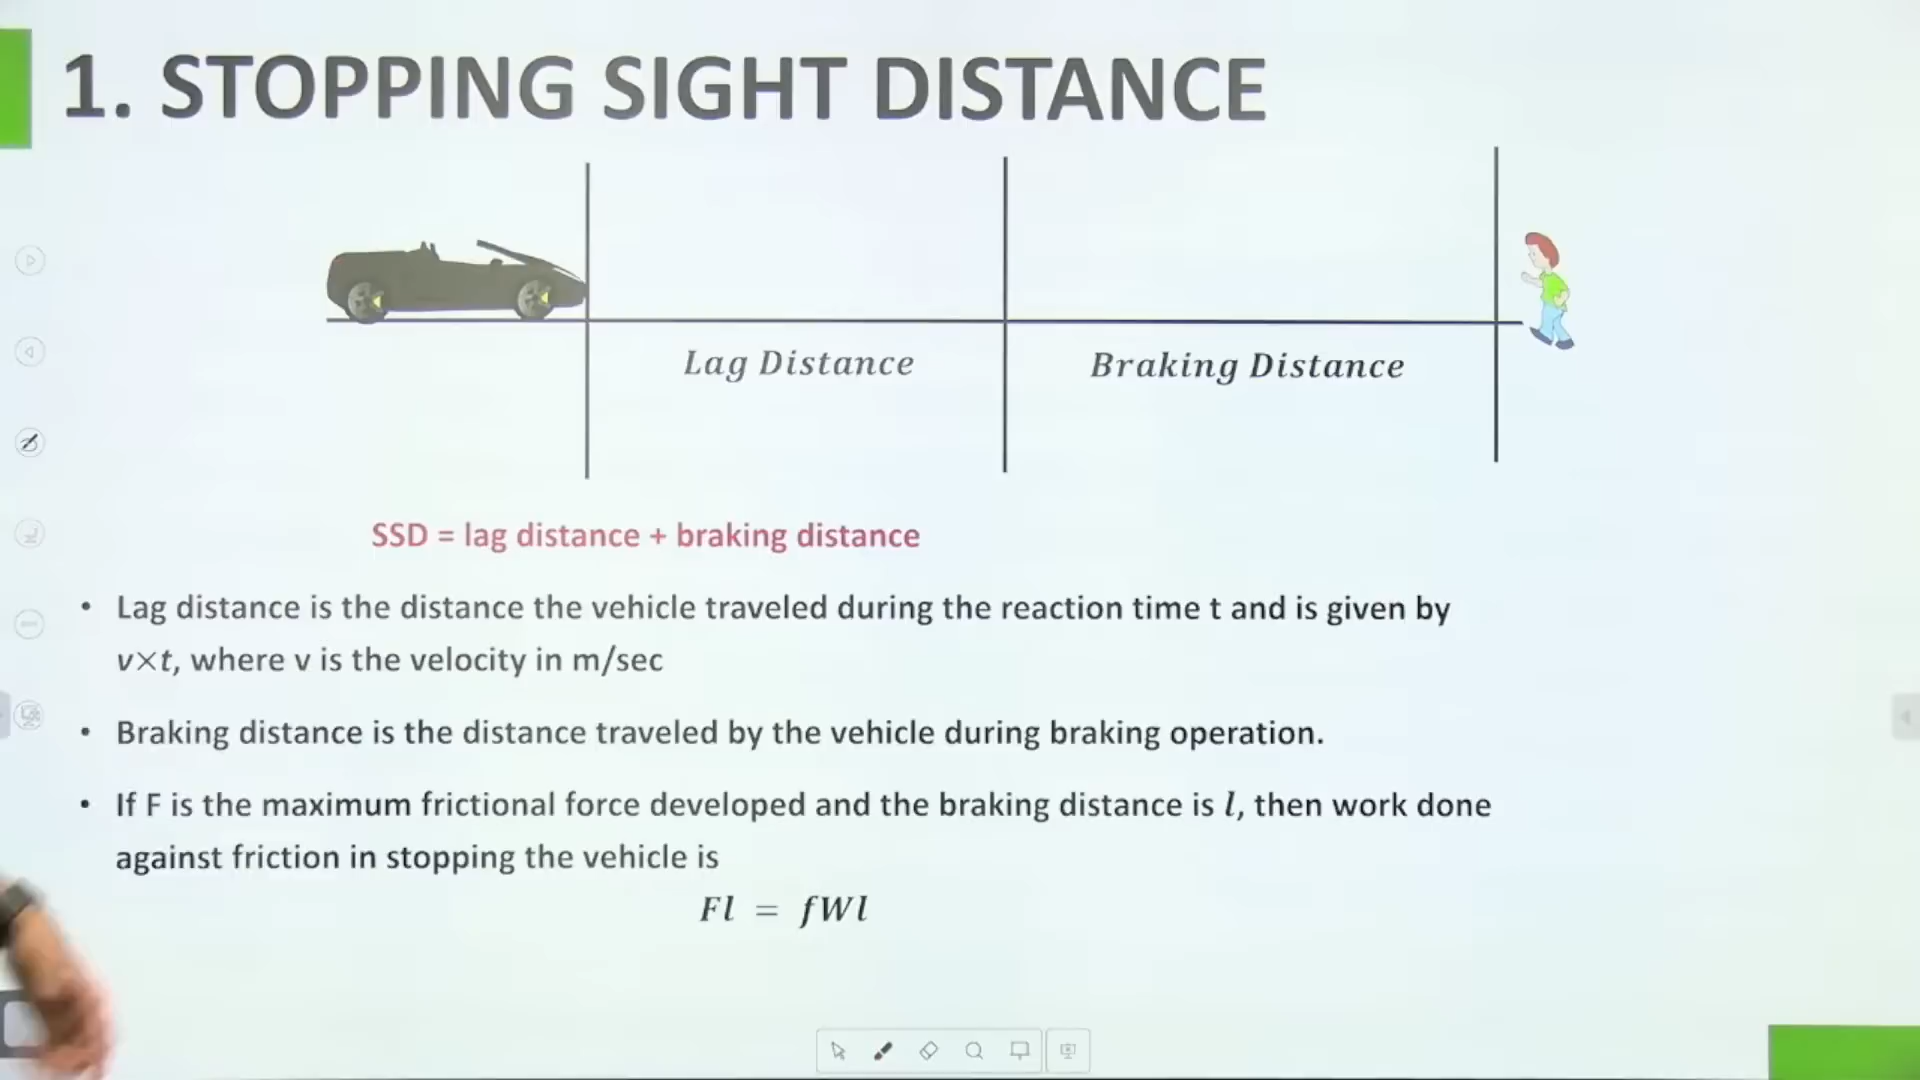 1. STOPPING SIGHT DISTANCE
Lag Distance
Braking Distance
SSD = lag distance + braking distance
• Lag distance is the distance the vehicle traveled during the reaction time t and is given by
v×t, where v is the velocity in m/sec
• Braking distance is the distance traveled by the vehicle during braking operation.
• If F is the maximum frictional force developed and the braking distance is l, then work done
against friction in stopping the vehicle is
Fl = fWl